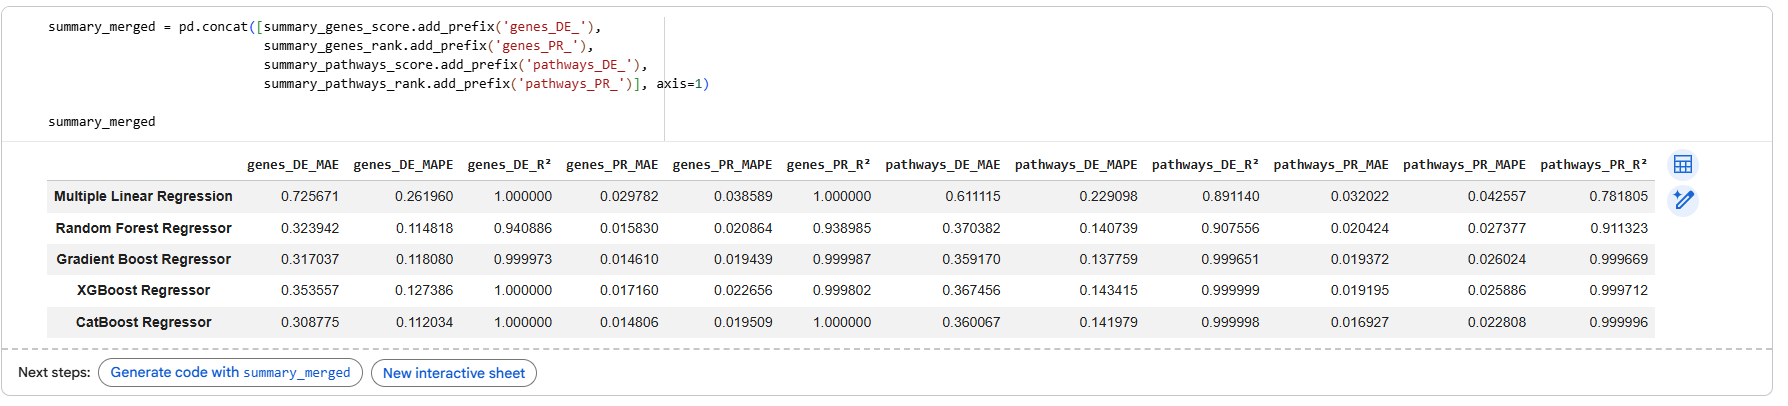 summary_merged = pd.concat([summary_genes_score.add_prefix('genes_DE_'),
summary_genes_rank.add_prefix('genes_PR_'),
summary_pathways_score.add_prefix('pathways_DE_'),
summary_pathways_rank.add_prefix('pathways_PR_')], axis=1)
summary_merged
genes_DE_MAE genes_DE_MAPE genes_DE_R² genes_PR_MAE genes_PR_MAPE genes_PR_R² pathways_DE_MAE pathways_DE_MAPE pathways_DE_R² pathways_PR_MAE pathways_PR_MAPE pathways_PR_R²
Multiple Linear Regression 0.725671 0.261960 1.000000 0.029782 0.038589 1.000000 0.611115 0.229098 0.891140 0.032022 0.042557 0.781805
Random Forest Regressor 0.323942 0.114818 0.940886 0.015830 0.020864 0.938985 0.370382 0.140739 0.907556 0.020424 0.027377 0.911323
Gradient Boost Regressor 0.317037 0.118080 0.999973 0.014610 0.019439 0.999987 0.359170 0.137759 0.999651 0.019372 0.026024 0.999669
XGBoost Regressor 0.353557 0.127386 1.000000 0.017160 0.022656 0.999802 0.367456 0.143415 0.999999 0.019195 0.025886 0.999712
CatBoost Regressor 0.308775 0.112034 1.000000 0.014806 0.019509 1.000000 0.360067 0.141979 0.999998 0.016927 0.022808 0.999996
Next steps: Generate code with summary_merged New interactive sheet